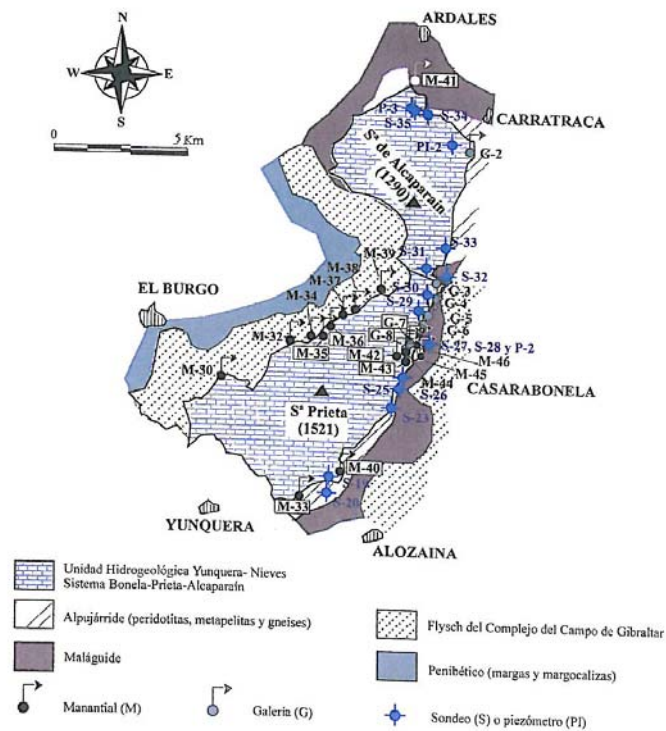 N
W
E
S
0
5 Km
ARDALES
M-41
P-3
S-35
S-34
CARRATRACA
PI-2
G-2
Sª de Alcaparaín
(1290)
S-33
S-31
S-32
M-39
M-38
M-37
M-34
S-30
S-29
G-3
G-4
G-5
G-6
EL BURGO
M-32
M-35
M-36
G-7
G-8
M-42
M-43
S-27, S-28 y P-2
M-46
M-45
M-44
M-30
CASARABONELA
S-25
S-26
S-23
Sª Prieta
(1521)
M-40
M-33
S-20
YUNQUERA
ALOZAINA
Unidad Hidrogeológica Yunquera- Nieves
Sistema Bonela-Prieta-Alcaparaín
Alpujárride (peridotitas, metapelitas y gneises)
Flysch del Complejo del Campo de Gibraltar
Maláguide
Penibético (margas y margocalizas)
Manantial (M)
Galería (G)
Sondeo (S) o piezómetro (PI)